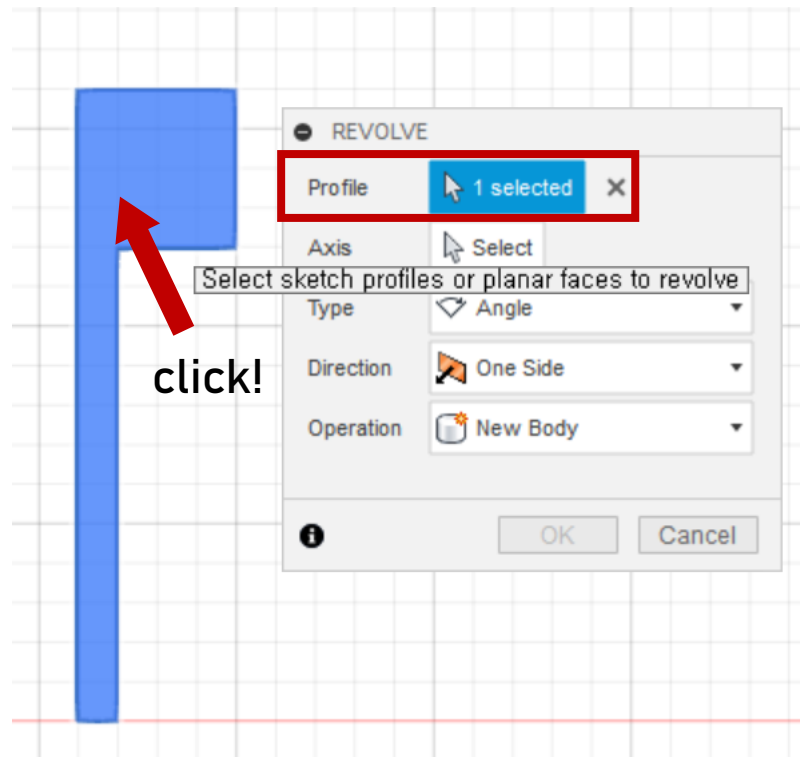 REVOLVE
Profile 1 selected
Axis Select
Select sketch profiles or planar faces to revolve
Type Angle
click!
Direction One Side
Operation New Body
OK Cancel